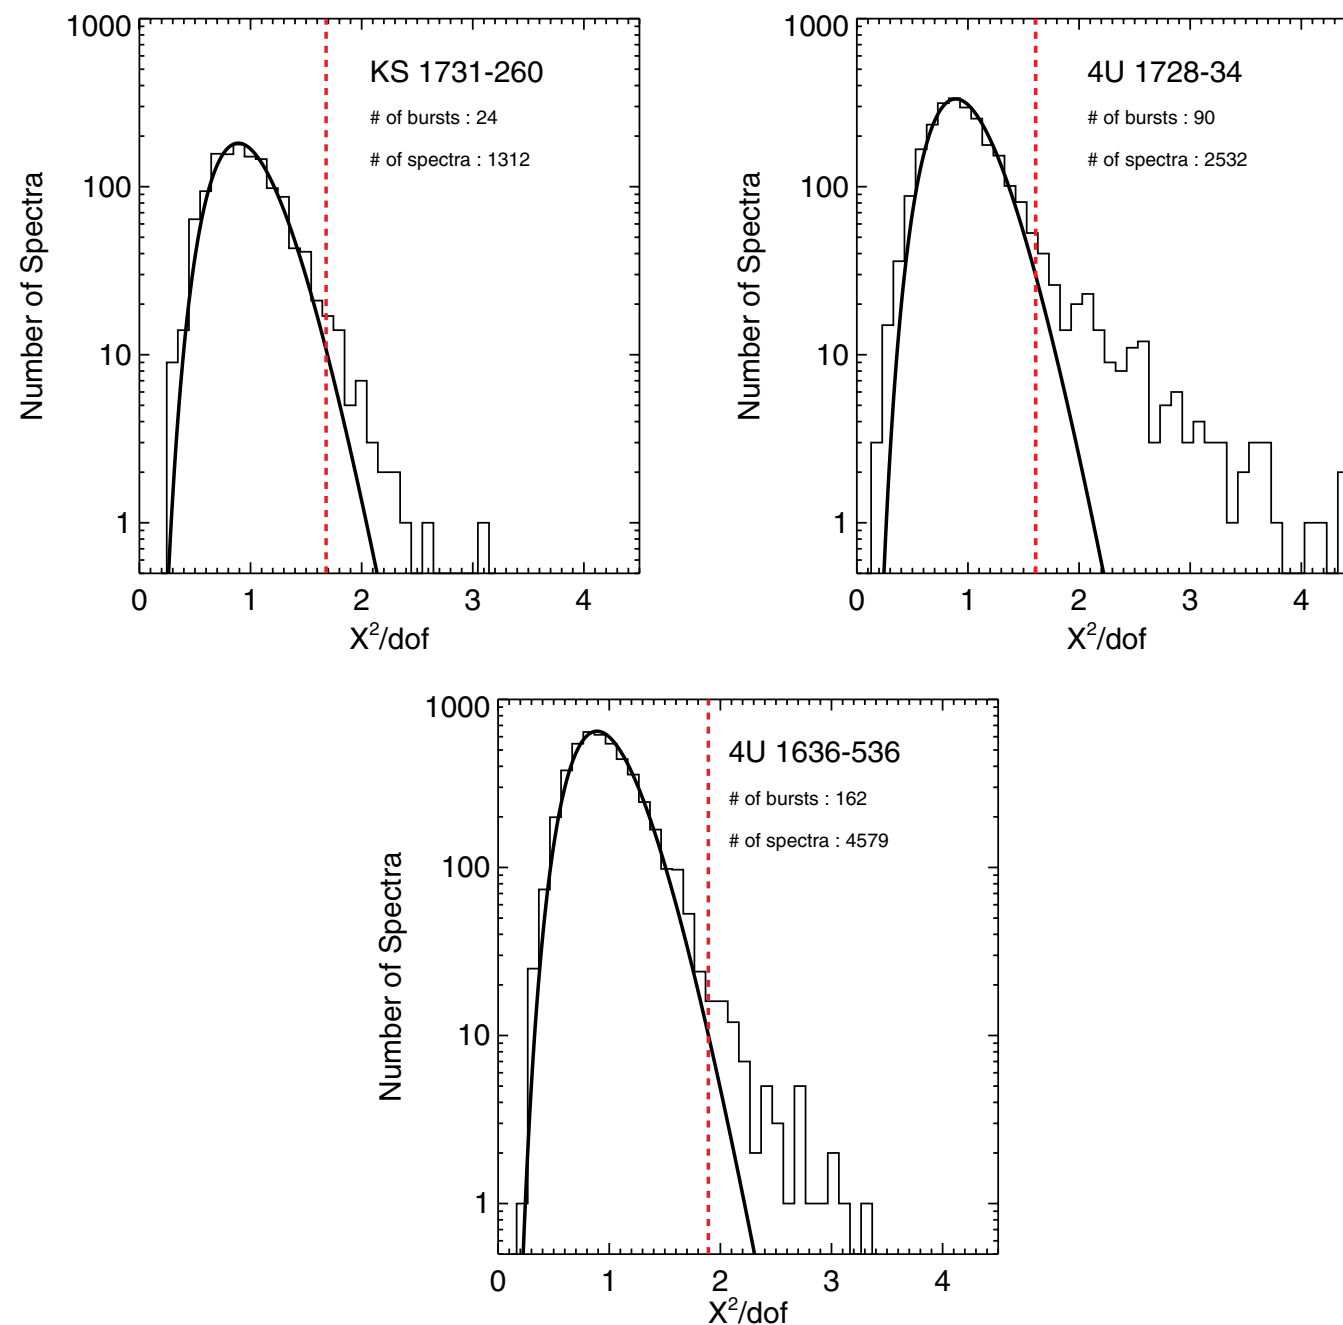 1000
100
10
1
Number of Spectra
KS 1731-260
# of bursts : 24
# of spectra : 1312
0 1 2 3 4
X²/dof
1000
100
10
1
Number of Spectra
4U 1728-34
# of bursts : 90
# of spectra : 2532
0 1 2 3 4
X²/dof
1000
100
10
1
Number of Spectra
4U 1636-536
# of bursts : 162
# of spectra : 4579
0 1 2 3 4
X²/dof